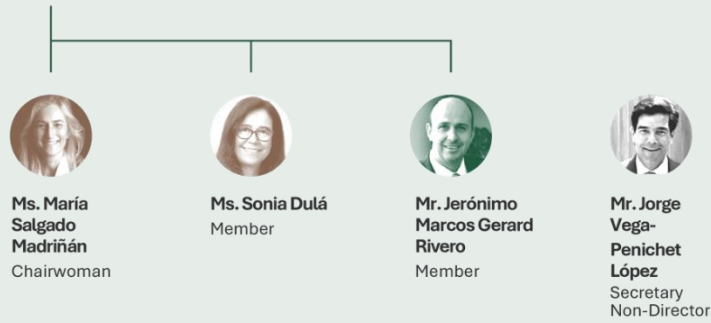 Ms. María
Salgado
Madriñán
Chairwoman
Ms. Sonia Dulá
Member
Mr. Jerónimo
Marcos Gerard
Rivero
Member
Mr. Jorge
Vega-
Penichet
López
Secretary
Non-Director